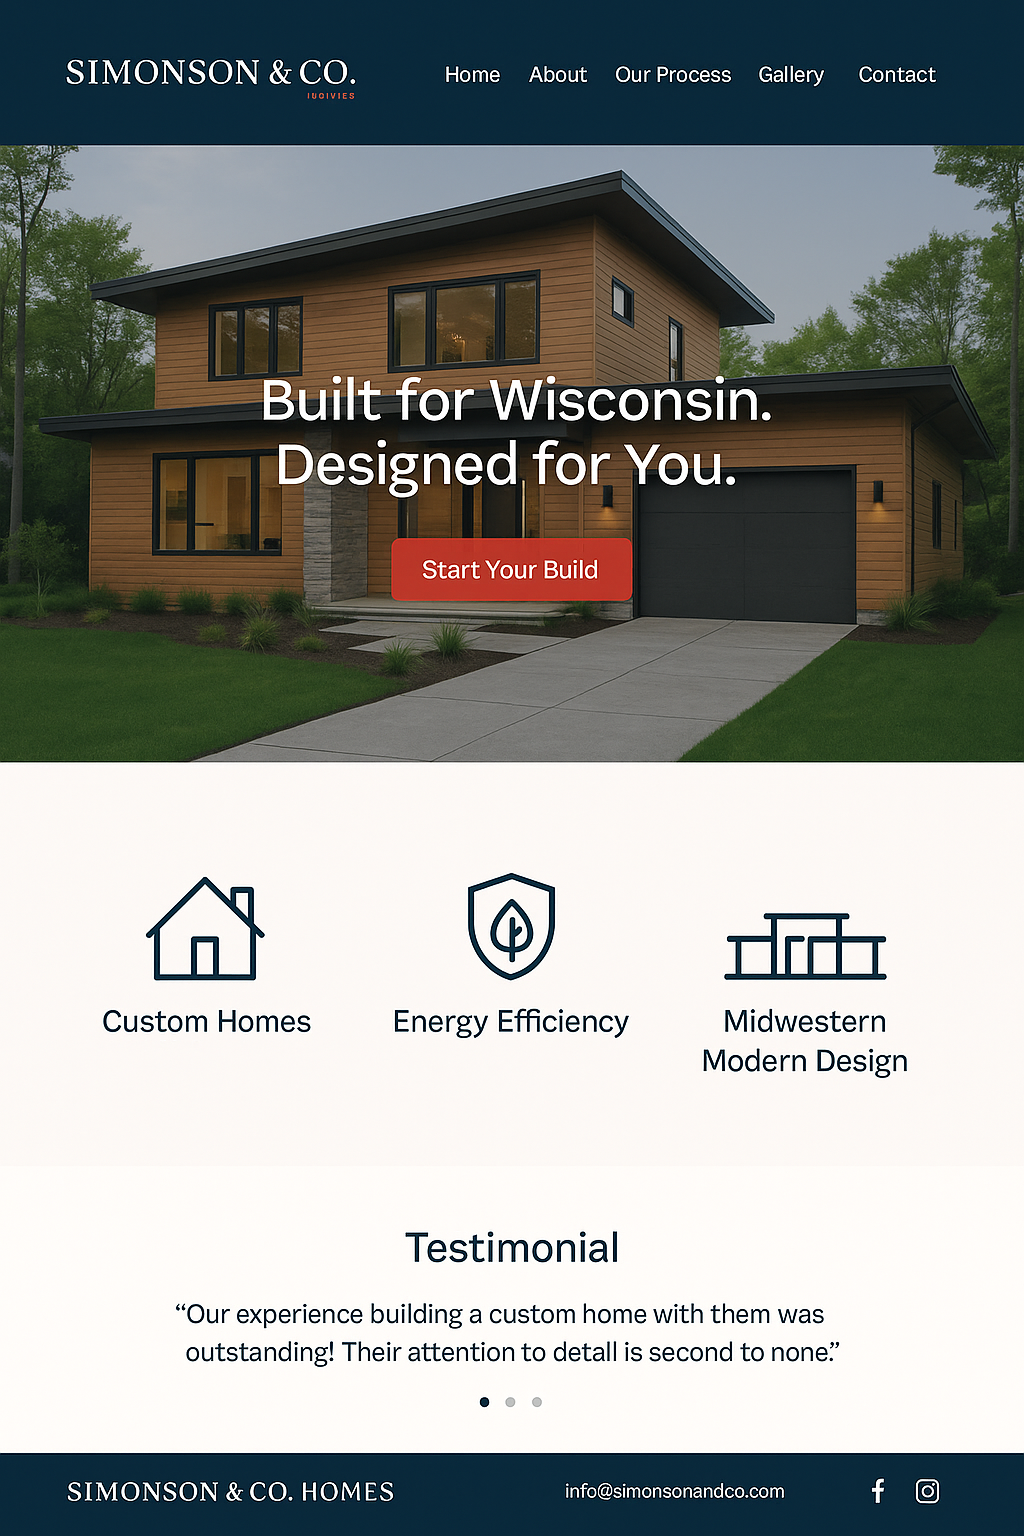 SIMONSON & CO.
Home About Our Process Gallery Contact
Built for Wisconsin.
Designed for You.
Start Your Build
Custom Homes
Energy Efficiency
Midwestern
Modern Design
Testimonial
“Our experience building a custom home with them was
outstanding! Their attention to detall is second to none.”
SIMONSON & CO. HOMES
info@simonsonandco.com